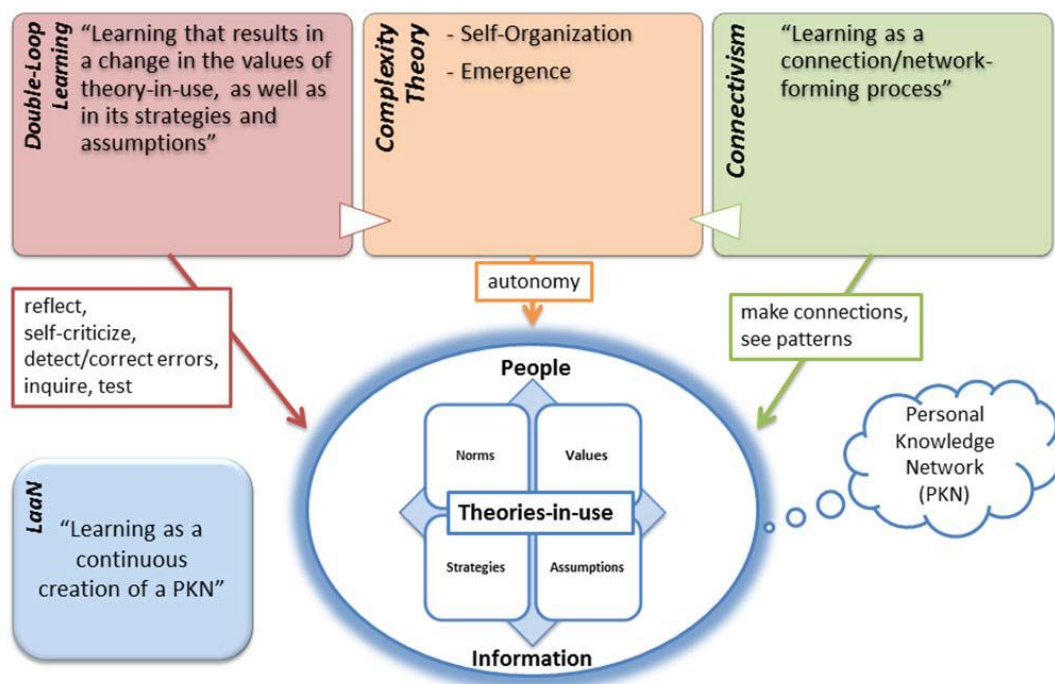 Double-Loop
Learning
“Learning that results in
a change in the values of
theory-in-use, as well as
in its strategies and
assumptions”
Complexity
Theory
- Self-Organization
- Emergence
Connectivism
“Learning as a
connection/network-
forming process”
reflect,
self-criticize,
detect/correct errors,
inquire, test
autonomy
make connections,
see patterns
People
Norms
Values
Theories-in-use
Strategies
Assumptions
Information
Personal
Knowledge
Network
(PKN)
LaaN
“Learning as a
continuous
creation of a PKN”